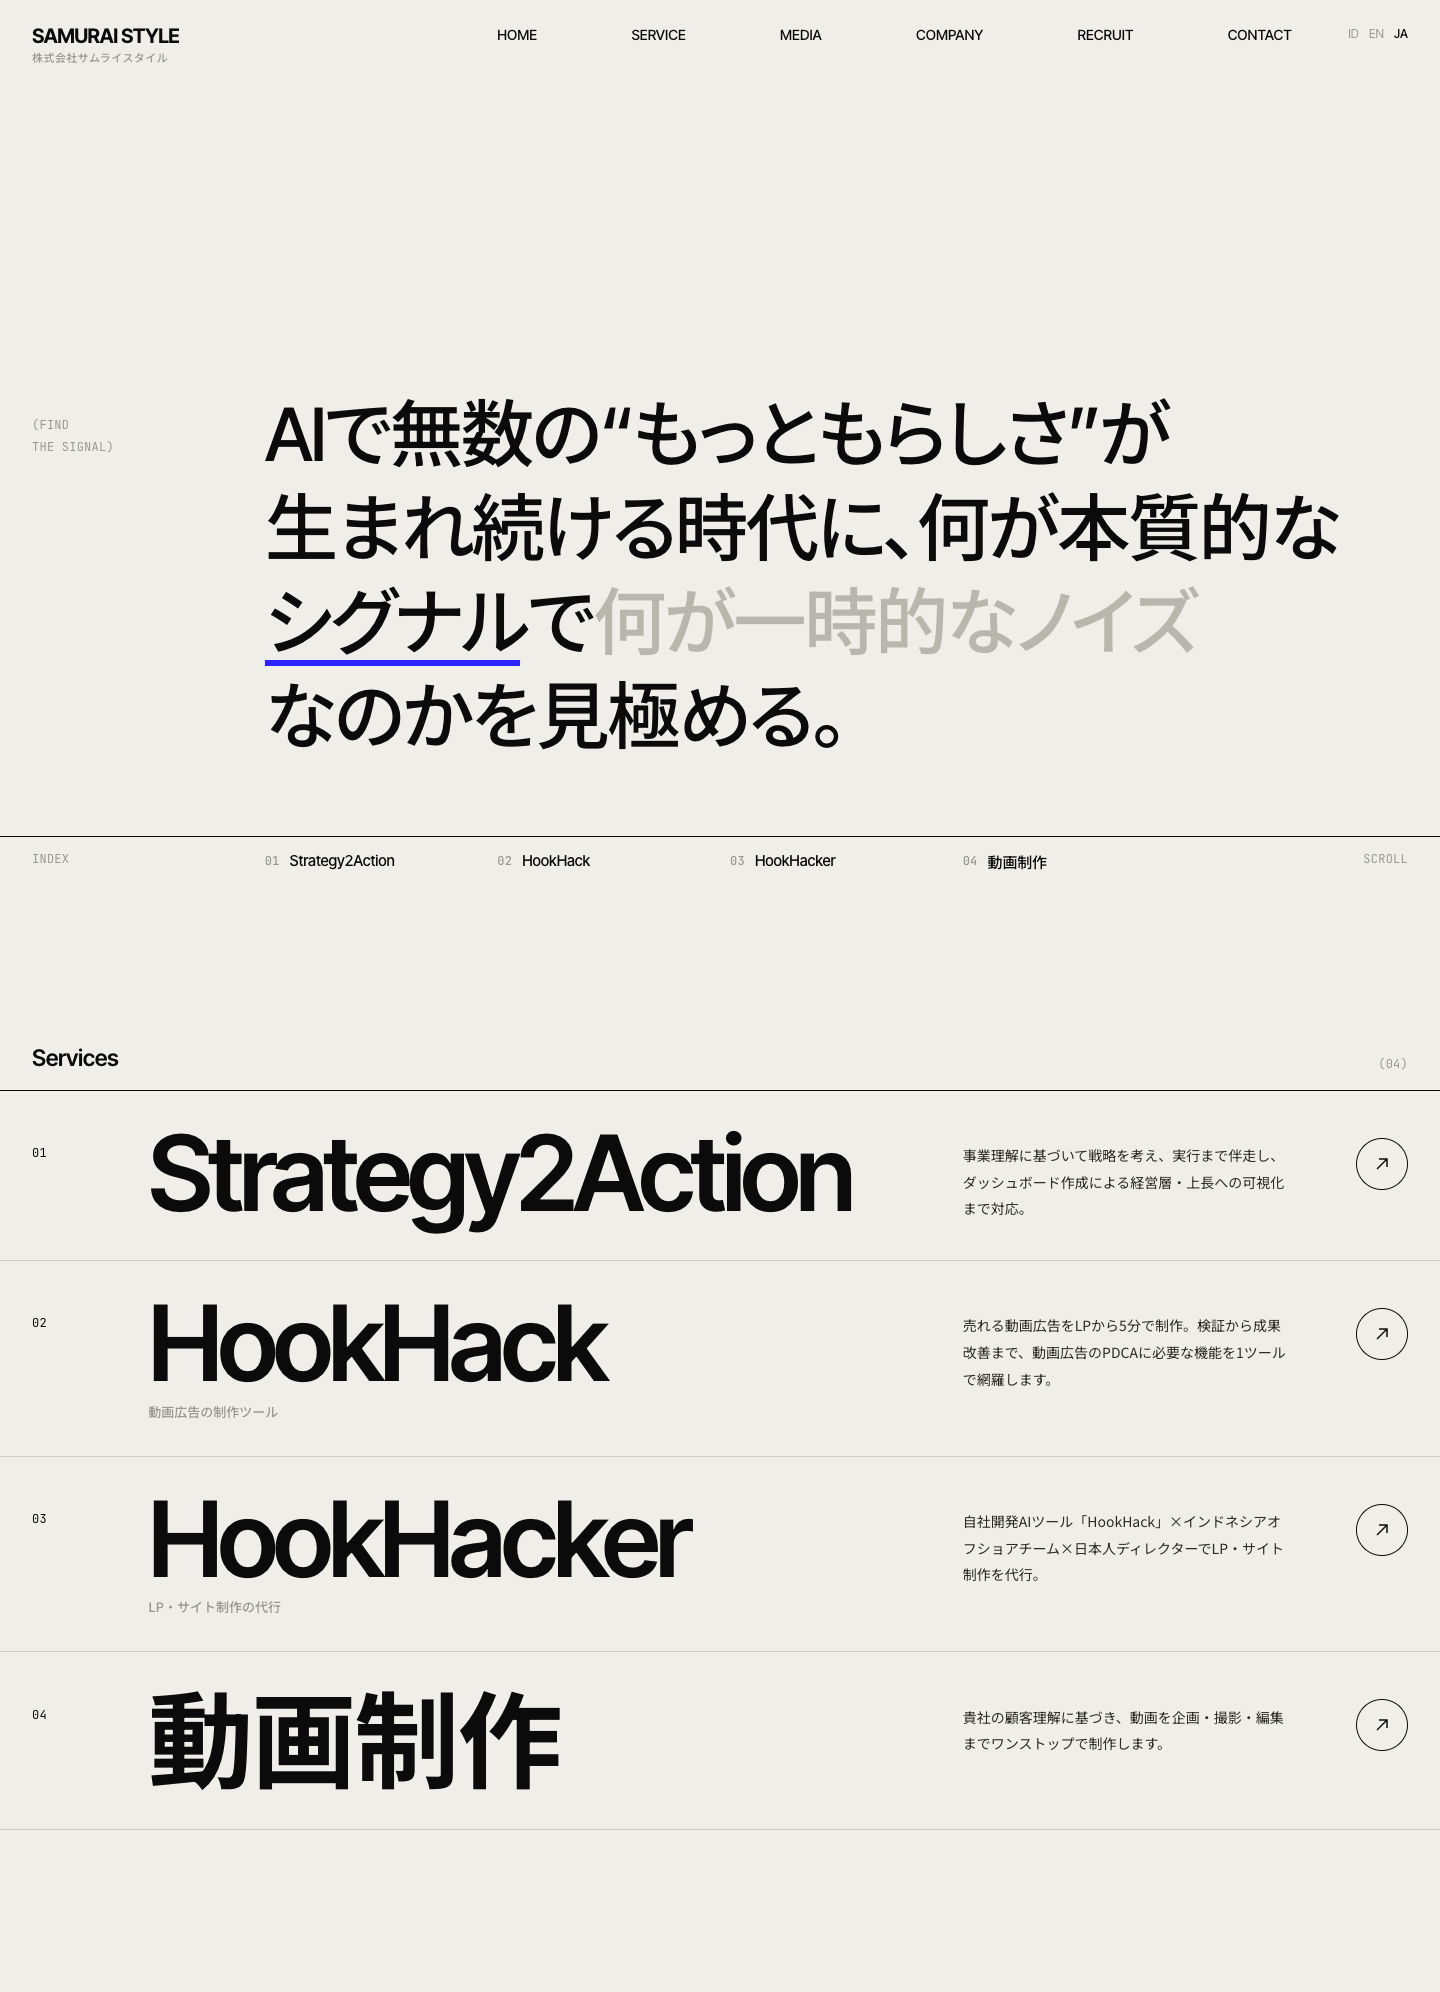 SAMURAI STYLE
株式会社サムライスタイル
HOME SERVICE MEDIA COMPANY RECRUIT CONTACT ID EN JA
(FIND
THE SIGNAL)
AIで無数の“もっともらしさ”が
生まれ続ける時代に、何が本質的な
シグナルで何が一時的なノイズ
なのかを見極める。
INDEX 01 Strategy2Action 02 HookHack 03 HookHacker 04 動画制作 SCROLL
Services (04)
01
Strategy2Action
事業理解に基づいて戦略を考え、実行まで伴走し、
ダッシュボード作成による経営層・上長への可視化
まで対応。
02
HookHack
動画広告の制作ツール
売れる動画広告をLPから5分で制作。検証から成果
改善まで、動画広告のPDCAに必要な機能を1ツール
で網羅します。
03
HookHacker
LP・サイト制作の代行
自社開発AIツール「HookHack」×インドネシアオ
フショアチーム×日本人ディレクターでLP・サイト
制作を代行。
04
動画制作
貴社の顧客理解に基づき、動画を企画・撮影・編集
までワンストップで制作します。